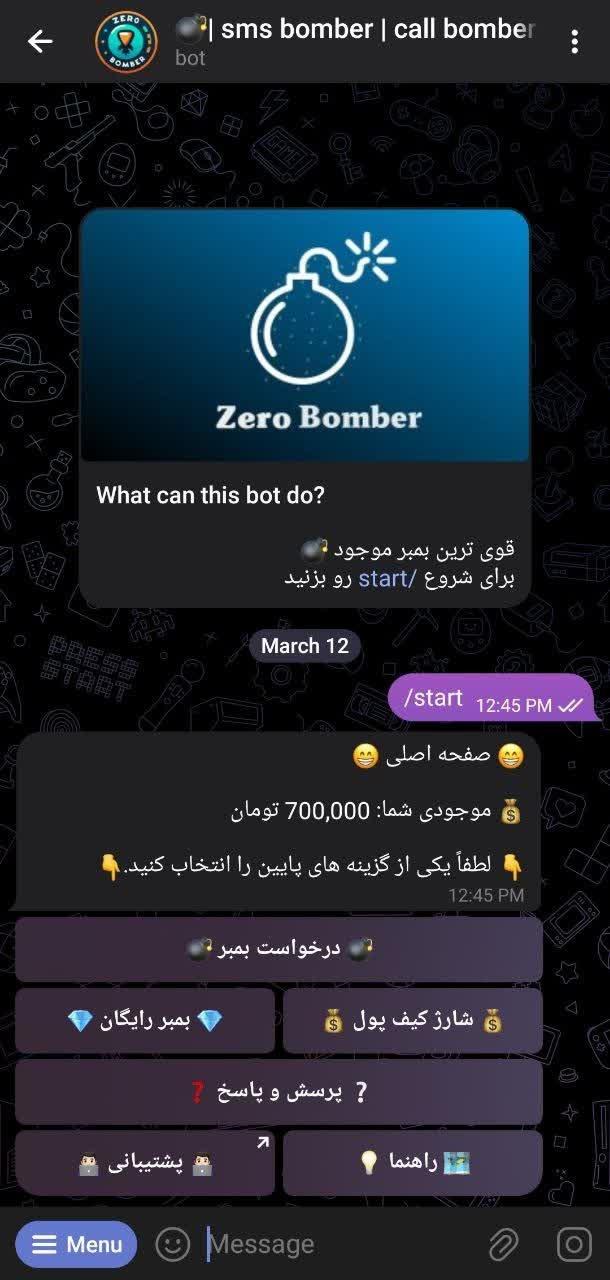 ZERO BOMBER
💣| sms bomber | call bomber
bot
Zero Bomber
What can this bot do?
قوی ترین بمبر موجود 💣
برای شروع /start رو بزنید
March 12
/start 12:45 PM
😁 صفحه اصلی 😁
💰 موجودی شما: 700,000 تومان
👇 لطفاً یکی از گزینه های پایین را انتخاب کنید.👇
12:45 PM
💣 درخواست بمبر 💣
💎 بمبر رایگان 💎
💰 شارژ کیف پول 💰
❔ پرسش و پاسخ ❓
👨🏻‍💻 پشتیبانی 👨🏻‍💻
🗺 راهنما 💡
Menu
Message